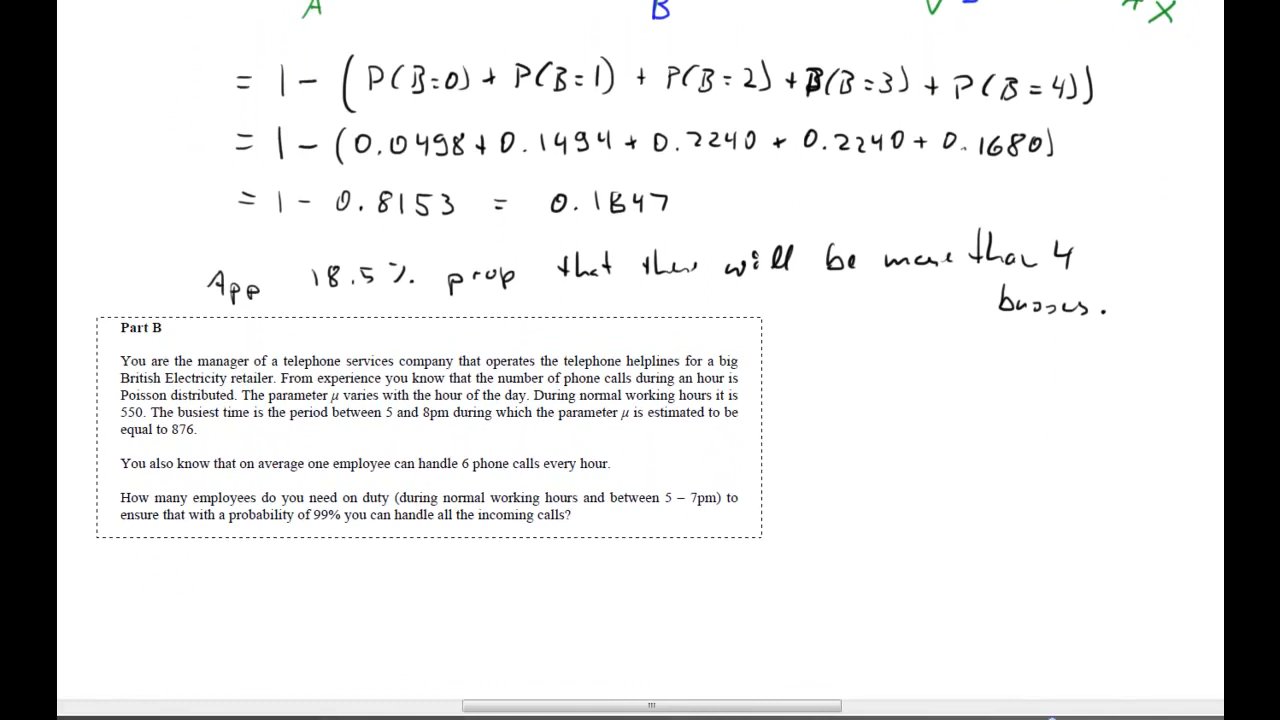 A B
X
= 1 - (P(B=0) + P(B=1) + P(B=2) + B(B=3) + P(B=4))
= 1 - (0.0498 + 0.1494 + 0.2240 + 0.2240 + 0.1680)
= 1 - 0.8153 = 0.1847
App 18.5% prop that there will be more than 4
busses.
Part B
You are the manager of a telephone services company that operates the telephone helplines for a big
British Electricity retailer. From experience you know that the number of phone calls during an hour is
Poisson distributed. The parameter μ varies with the hour of the day. During normal working hours it is
550. The busiest time is the period between 5 and 8pm during which the parameter μ is estimated to be
equal to 876.
You also know that on average one employee can handle 6 phone calls every hour.
How many employees do you need on duty (during normal working hours and between 5 – 7pm) to
ensure that with a probability of 99% you can handle all the incoming calls?